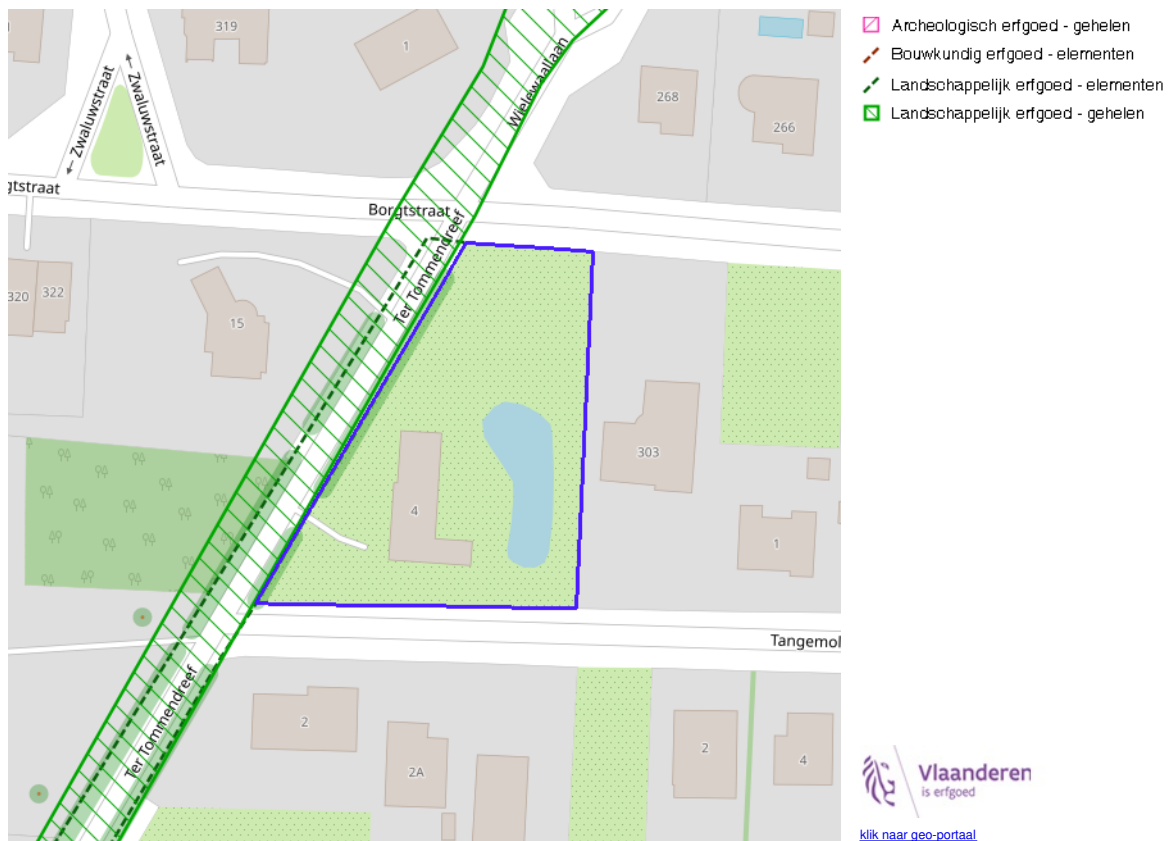 319
1
Wielewaallaan
268
266
Zwaluwstraat
Zwaluwstraat
gtstraat
Borgtstraat
Ter Tommendreef
320
322
15
303
4
1
Tangemol
Ter Tommendreef
2
2A
2
4
Archeologisch erfgoed - gehelen
Bouwkundig erfgoed - elementen
Landschappelijk erfgoed - elementen
Landschappelijk erfgoed - gehelen
Vlaanderen
is erfgoed
klik naar geo-portaal